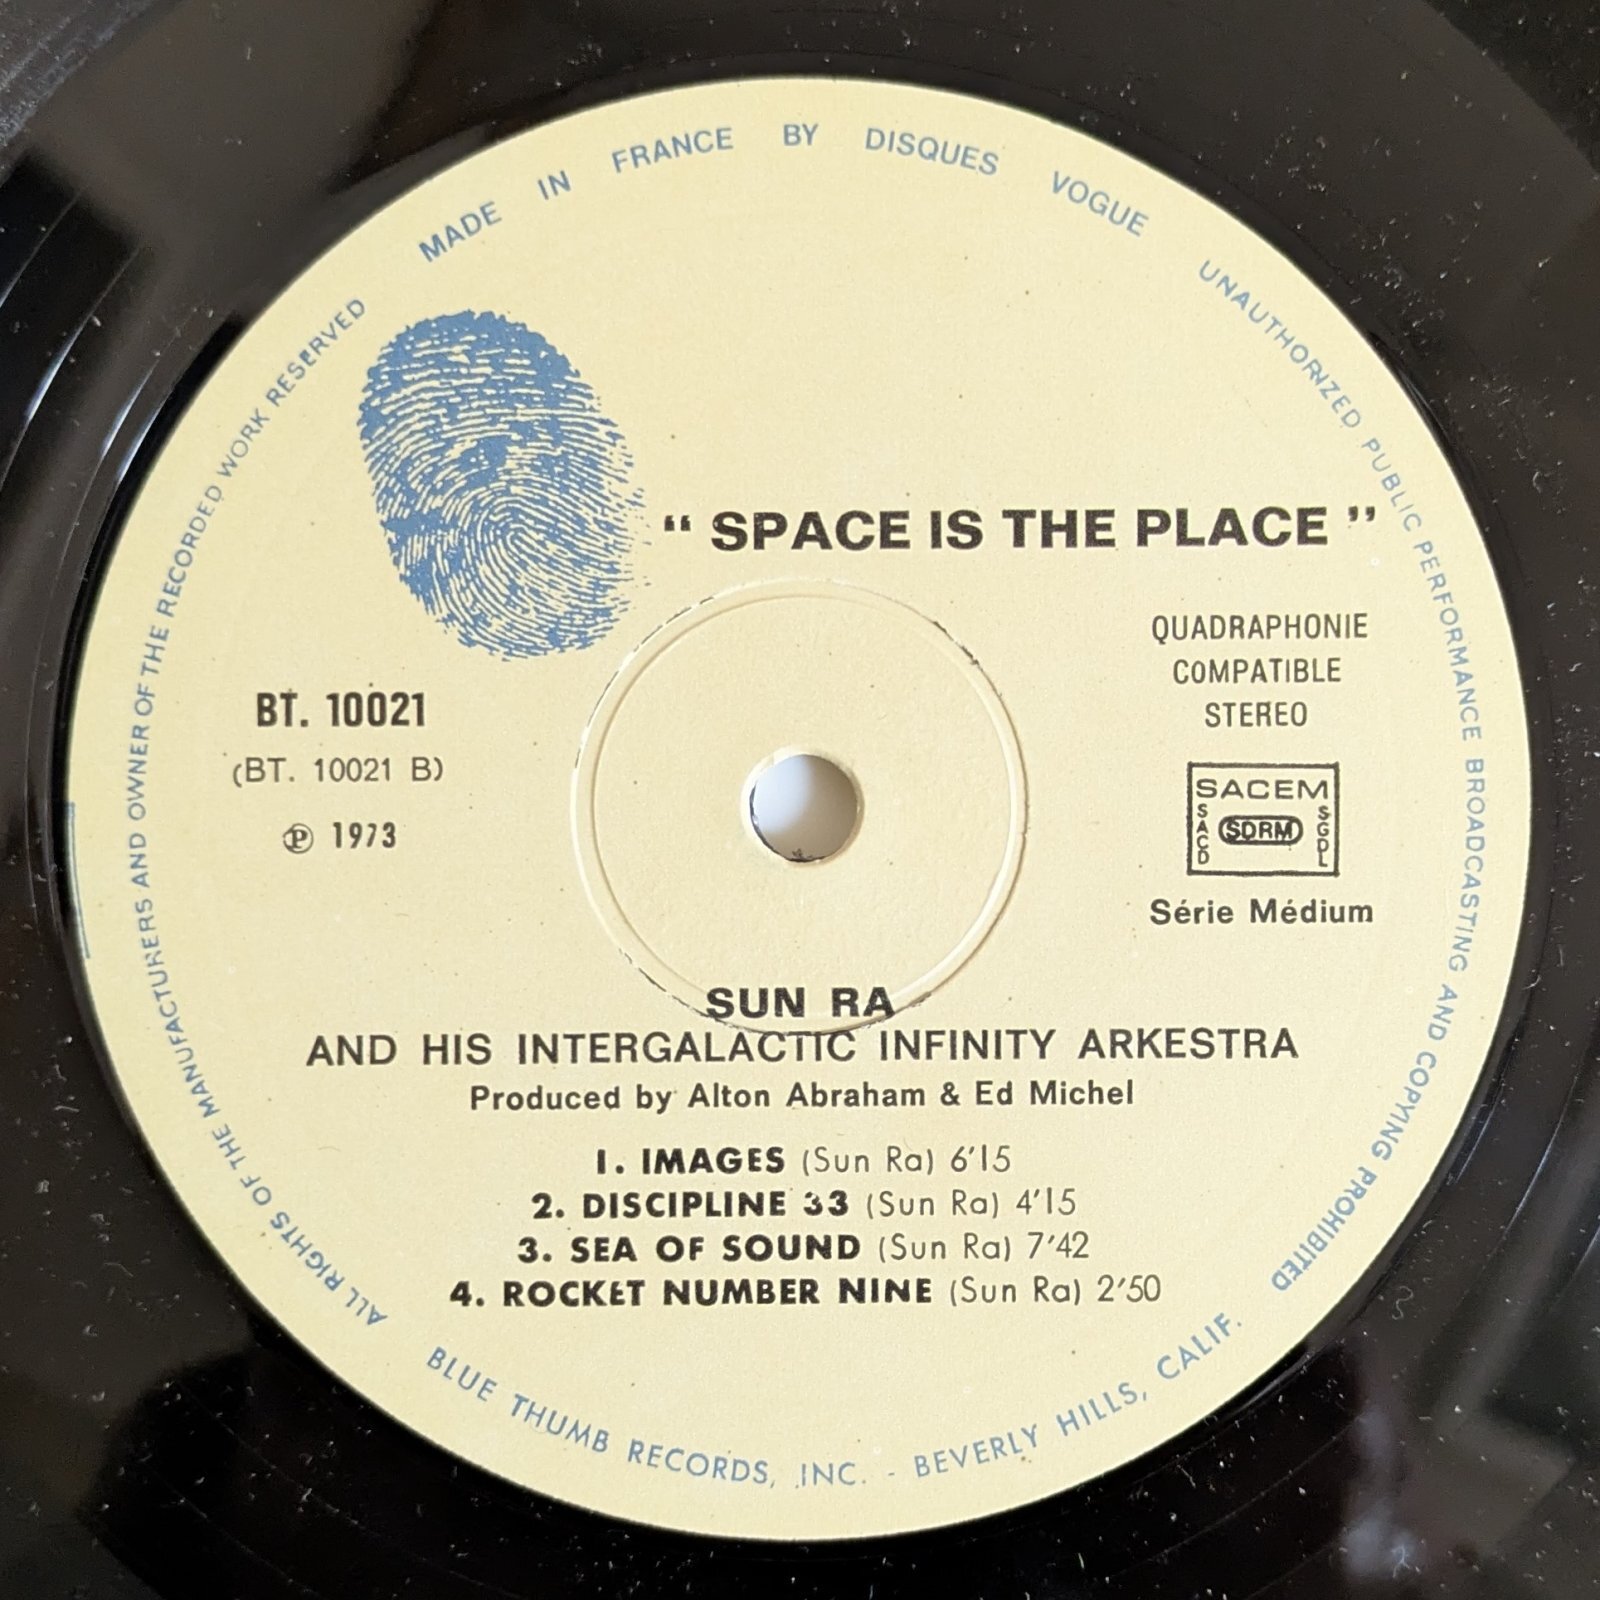 MADE IN FRANCE BY DISQUES VOGUE
UNAUTHORIZED PUBLIC PERFORMANCE BROADCASTING AND COPYING PROHIBITED
BLUE THUMB RECORDS, INC. - BEVERLY HILLS, CALIF.
ALL RIGHTS OF THE MANUFACTURERS AND OWNER OF THE RECORDED WORK RESERVED
" SPACE IS THE PLACE "
QUADRAPHONIE
COMPATIBLE
STEREO
BT. 10021
(BT. 10021 B)
℗ 1973
SACEM
SACD
SDRM
SGDL
Série Médium
SUN RA
AND HIS INTERGALACTIC INFINITY ARKESTRA
Produced by Alton Abraham & Ed Michel
1. IMAGES (Sun Ra) 6'15
2. DISCIPLINE 33 (Sun Ra) 4'15
3. SEA OF SOUND (Sun Ra) 7'42
4. ROCKET NUMBER NINE (Sun Ra) 2'50